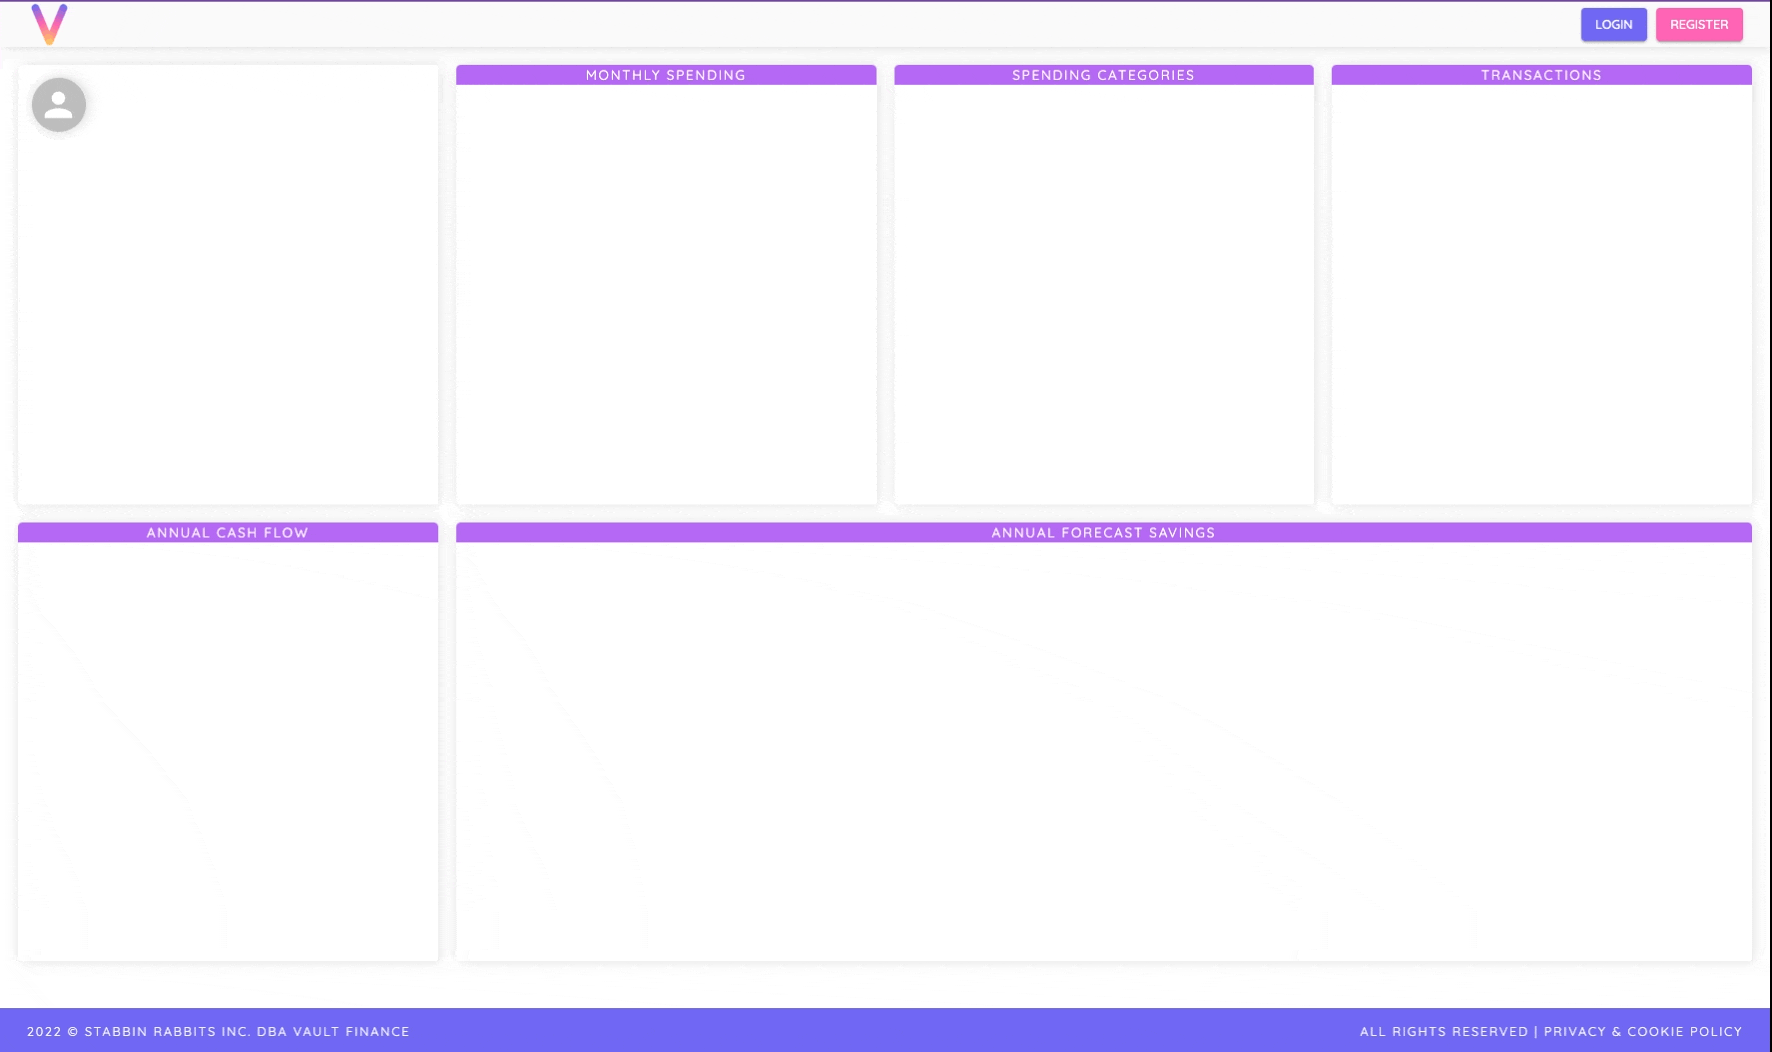 V
LOGIN REGISTER
MONTHLY SPENDING
SPENDING CATEGORIES
TRANSACTIONS
ANNUAL CASH FLOW
ANNUAL FORECAST SAVINGS
2022 © STABBIN RABBITS INC. DBA VAULT FINANCE
ALL RIGHTS RESERVED | PRIVACY & COOKIE POLICY